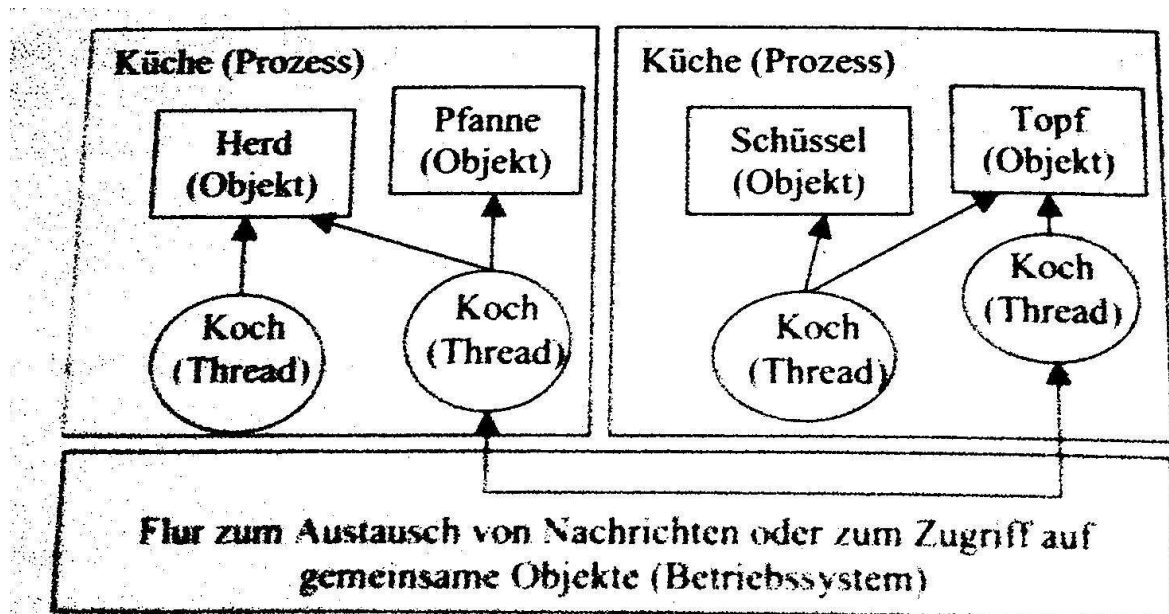 Küche (Prozess)
Herd
(Objekt)
Pfanne
(Objekt)
Koch
(Thread)
Koch
(Thread)
Küche (Prozess)
Schüssel
(Objekt)
Topf
(Objekt)
Koch
(Thread)
Koch
(Thread)
Flur zum Austausch von Nachrichten oder zum Zugriff auf
gemeinsame Objekte (Betriebssystem)